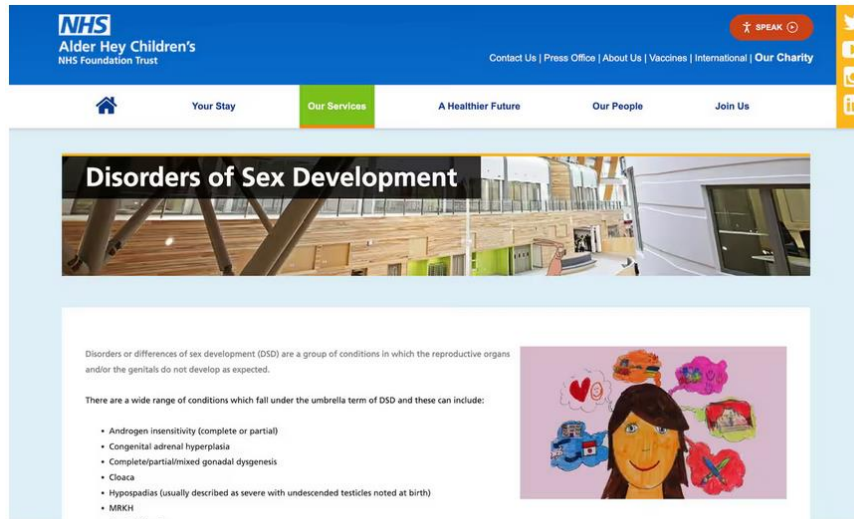 NHS
Alder Hey Children's
NHS Foundation Trust
SPEAK
Contact Us | Press Office | About Us | Vaccines | International | Our Charity
Your Stay
Our Services
A Healthier Future
Our People
Join Us
Disorders of Sex Development
Disorders or differences of sex development (DSD) are a group of conditions in which the reproductive organs
and/or the genitals do not develop as expected.
There are a wide range of conditions which fall under the umbrella term of DSD and these can include:
• Androgen insensitivity (complete or partial)
• Congenital adrenal hyperplasia
• Complete/partial/mixed gonadal dysgenesis
• Cloaca
• Hypospadias (usually described as severe with undescended testicles noted at birth)
• MRKH